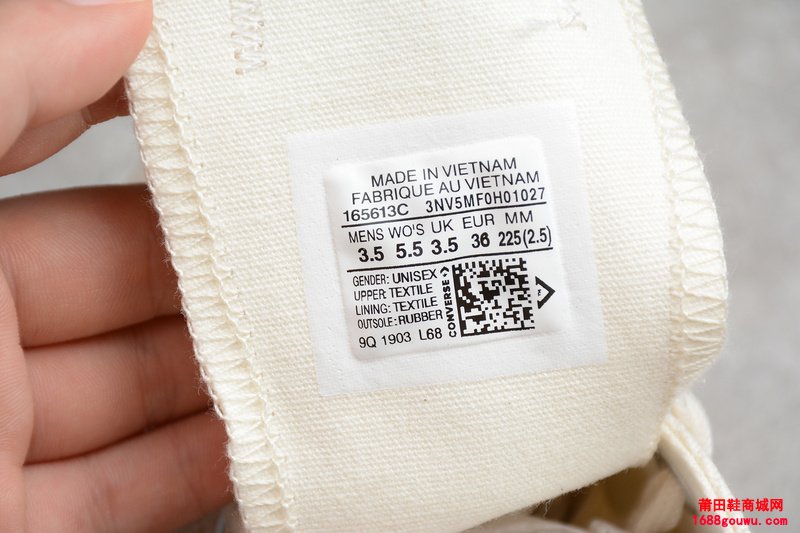 MADE IN VIETNAM
FABRIQUE AU VIETNAM
165613C 3NV5MF0H01027
MENS WO'S UK EUR MM
3.5 5.5 3.5 36 225(2.5)
GENDER: UNISEX
UPPER: TEXTILE
LINING: TEXTILE
OUTSOLE: RUBBER
9Q 1903 L68
CONVERSE
莆田鞋商城网
1688gouwu.com